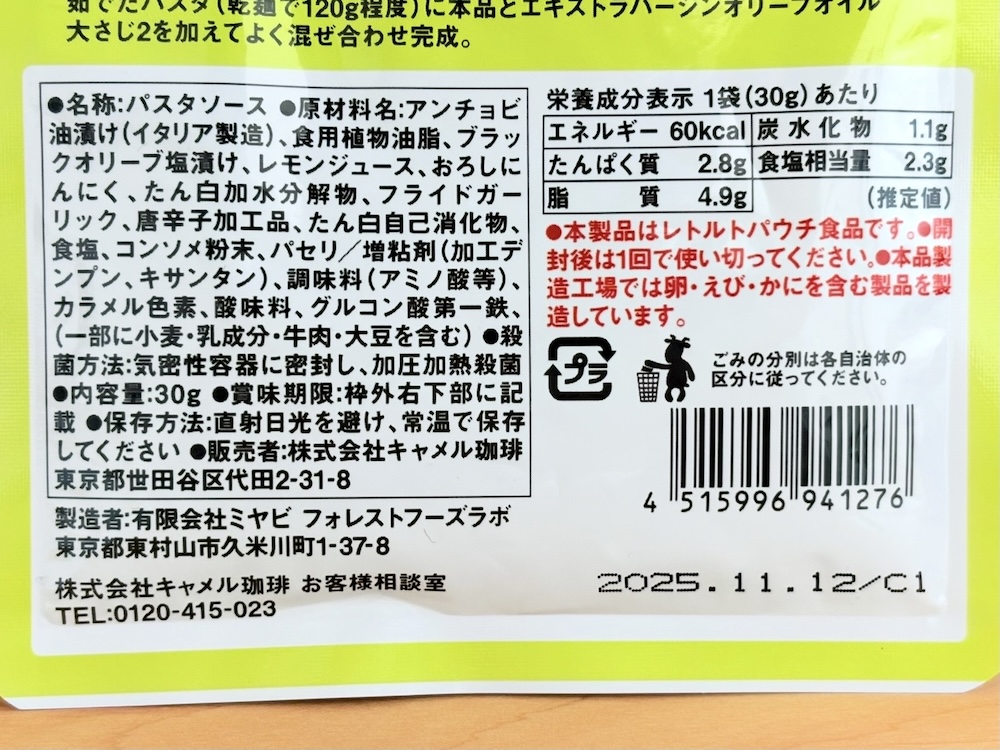 茹でたパスタ(乾麺で120g程度)に本品とエキストラバージンオリーブオイル
大さじ2を加えてよく混ぜ合わせ完成。
●名称:パスタソース ●原材料名:アンチョビ
油漬け(イタリア製造)、食用植物油脂、ブラッ
クオリーブ塩漬け、レモンジュース、おろしに
んにく、たん白加水分解物、フライドガー
リック、唐辛子加工品、たん白自己消化物、
食塩、コンソメ粉末、パセリ／増粘剤(加工デ
ンプン、キサンタン)、調味料(アミノ酸等)、
カラメル色素、酸味料、グルコン酸第一鉄、
(一部に小麦・乳成分・牛肉・大豆を含む) ●殺
菌方法:気密性容器に密封し、加圧加熱殺菌
●内容量:30g ●賞味期限:枠外右下部に記
載 ●保存方法:直射日光を避け、常温で保存
してください ●販売者:株式会社キャメル珈琲
東京都世田谷区代田2-31-8
製造者:有限会社ミヤビ フォレストフーズラボ
東京都東村山市久米川町1-37-8
株式会社キャメル珈琲 お客様相談室
TEL:0120-415-023
栄養成分表示 1袋(30g)あたり
エネルギー 60kcal 炭水化物 1.1g
たんぱく質 2.8g 食塩相当量 2.3g
脂質 4.9g (推定値)
●本製品はレトルトパウチ食品です。●開
封後は1回で使い切ってください。●本品製
造工場では卵・えび・かにを含む製品を製
造しています。
プラ
ごみの分別は各自治体の
区分に従ってください。
4 515996 941276
2025.11.12/C1